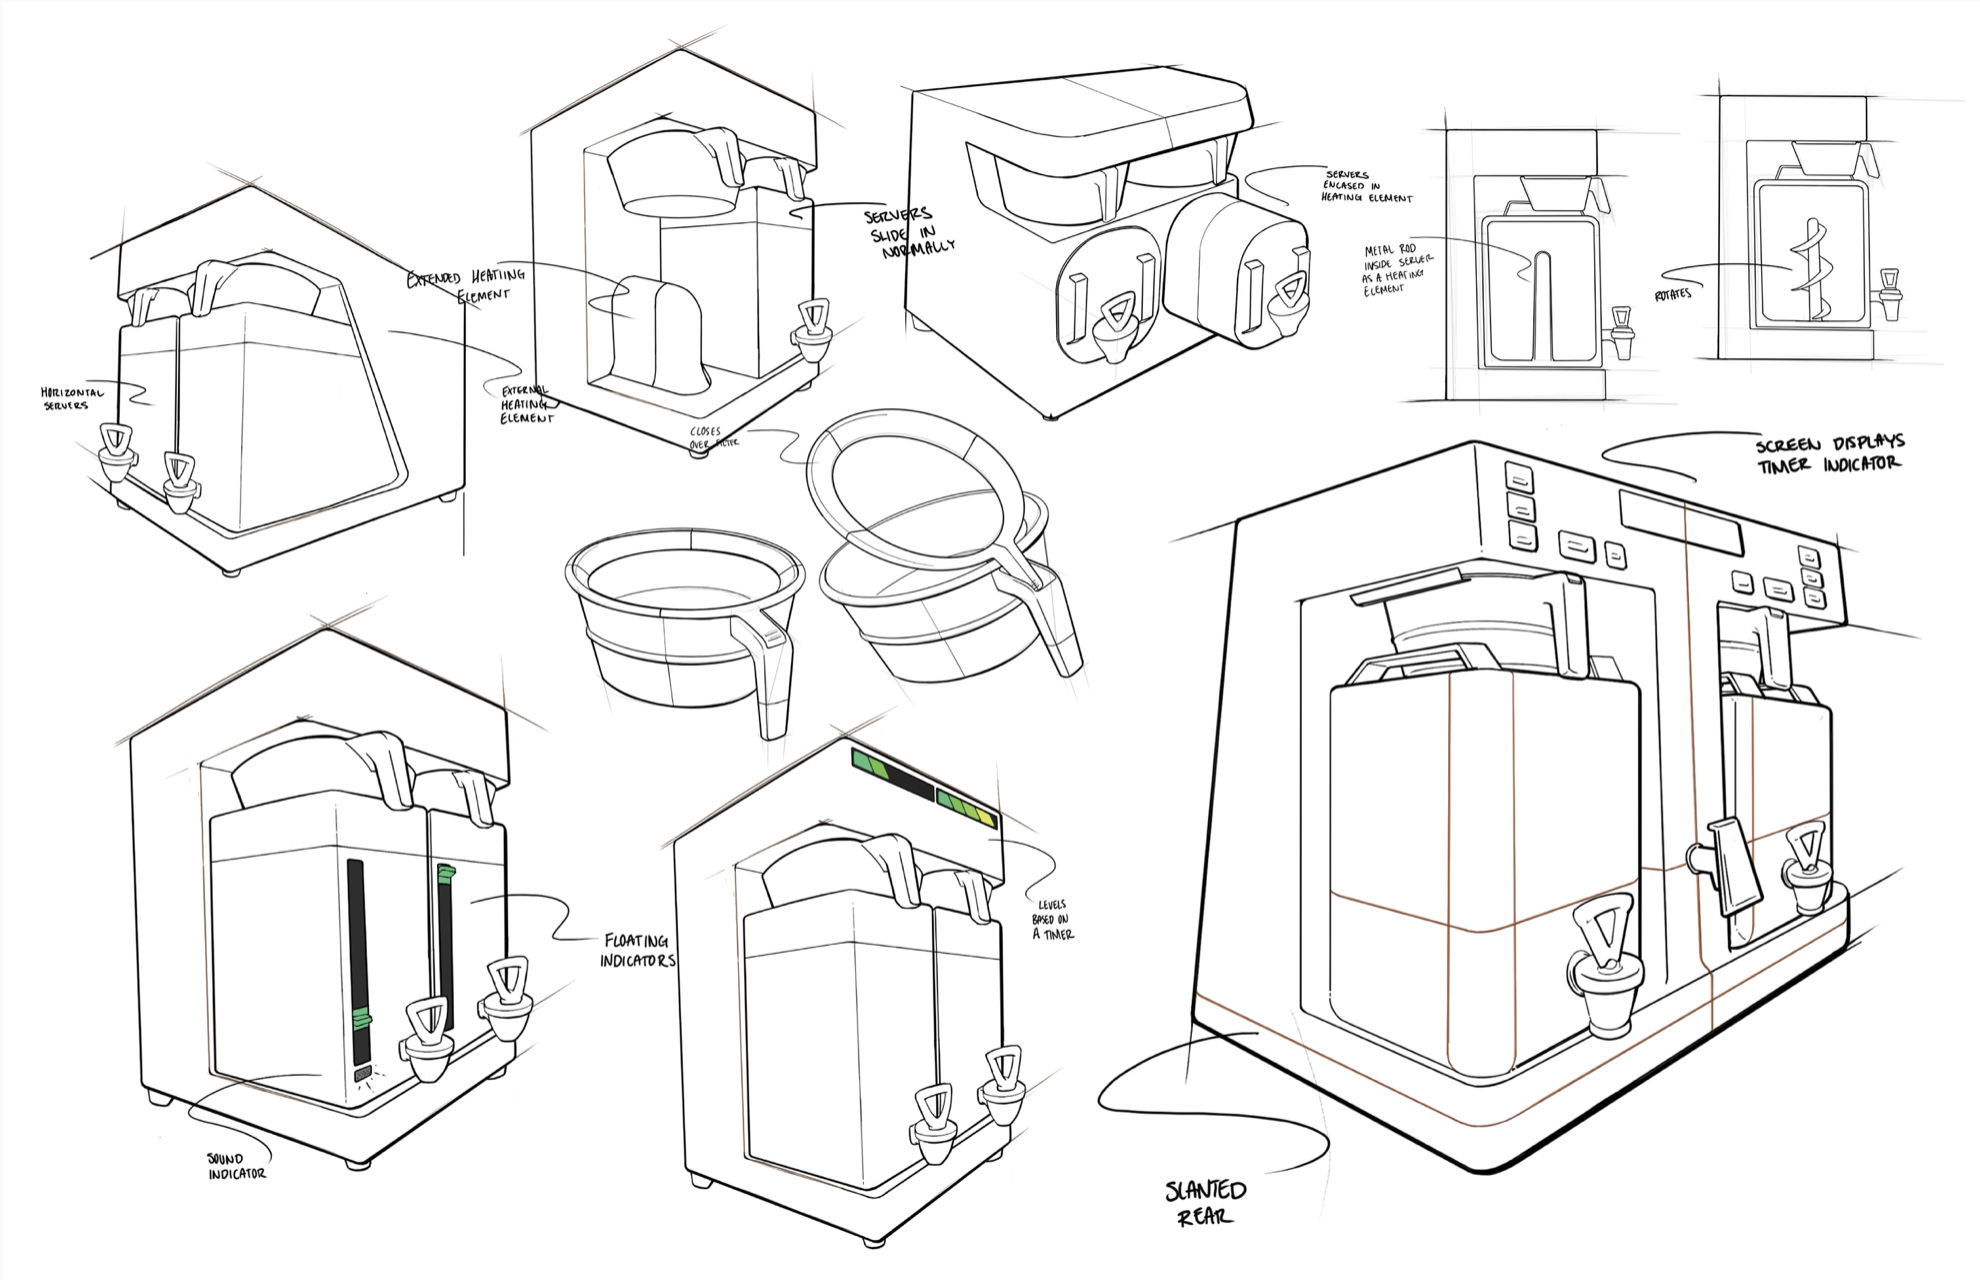 HORIZONTAL
SERVERS
EXTERNAL
HEATING
ELEMENT
EXTENDED HEATIING
ELEMENT
SERVERS
SLIDE IN
NORMALLY
SERVERS
ENCASED IN
HEATING ELEMENT
METAL ROD
INSIDE SERVER
AS A HEATING
ELEMENT
ROTATES
CLOSES
OVER FILTER
SCREEN DISPLAYS
TIMER INDICATOR
FLOATING
INDICATORS
SOUND
INDICATOR
LEVELS
BASED ON
A TIMER
SLANTED
REAR